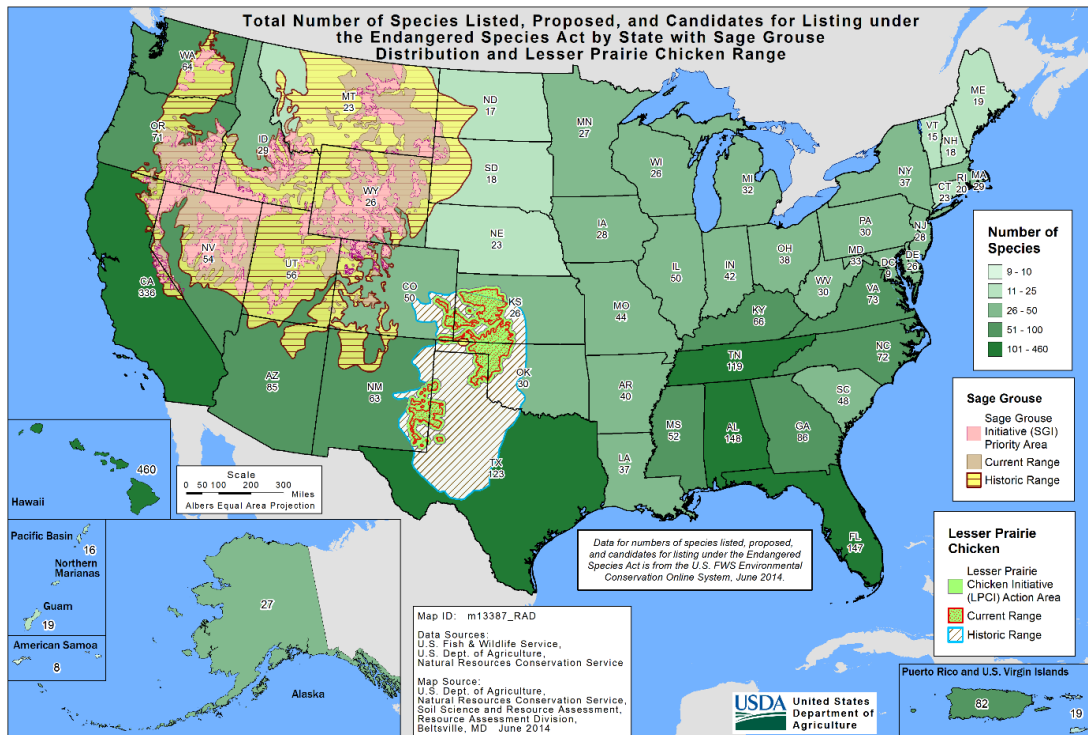 Total Number of Species Listed, Proposed, and Candidates for Listing under
the Endangered Species Act by State with Sage Grouse
Distribution and Lesser Prairie Chicken Range
WA
64
OR
71
ID
29
MT
23
WY
26
NV
54
UT
56
CA
336
AZ
85
NM
63
CO
50
ND
17
SD
18
NE
23
KS
26
OK
30
TX
123
MN
27
IA
28
MO
44
AR
40
LA
37
WI
26
IL
50
MI
32
IN
42
OH
38
KY
66
TN
119
MS
52
AL
148
GA
86
FL
147
SC
48
NC
72
VA
73
WV
30
MD
33
DC
9
DE
26
NJ
28
PA
30
NY
37
CT
23
RI
20
MA
29
VT
15
NH
18
ME
19
Number of
Species
9 - 10
11 - 25
26 - 50
51 - 100
101 - 460
Sage Grouse
Sage Grouse
Initiative (SGI)
Priority Area
Current Range
Historic Range
Lesser Prairie
Chicken
Lesser Prairie
Chicken Initiative
(LPCI) Action Area
Current Range
Historic Range
460
Hawaii
Scale
0 50 100 200 300
Miles
Albers Equal Area Projection
Pacific Basin
16
Northern
Marianas
Guam
19
American Samoa
8
27
Alaska
Data for numbers of species listed, proposed,
and candidates for listing under the Endangered
Species Act is from the U.S. FWS Environmental
Conservation Online System, June 2014.
Map ID: m13387_RAD
Data Sources:
U.S. Fish & Wildlife Service,
U.S. Dept. of Agriculture,
Natural Resources Conservation Service
Map Source:
U.S. Dept. of Agriculture,
Natural Resources Conservation Service,
Soil Science and Resource Assessment,
Resource Assessment Division,
Beltsville, MD June 2014
USDA
United States
Department of
Agriculture
Puerto Rico and U.S. Virgin Islands
82
19